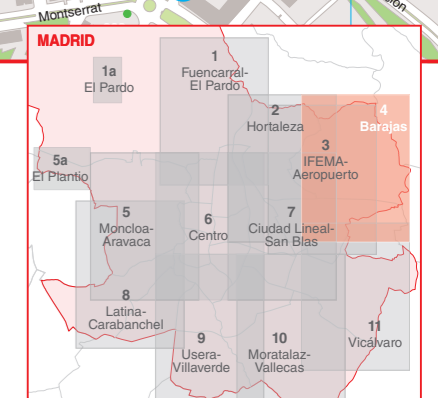 Montserrat
ción
MADRID
1
Fuencarral-
El Pardo
1a
El Pardo
2
Hortaleza
4
Barajas
3
IFEMA-
Aeropuerto
5a
El Plantio
5
Moncloa-
Aravaca
6
Centro
7
Ciudad Lineal-
San Blas
8
Latina-
Carabanchel
9
Usera-
Villaverde
10
Moratalaz-
Vallecas
11
Vicálvaro